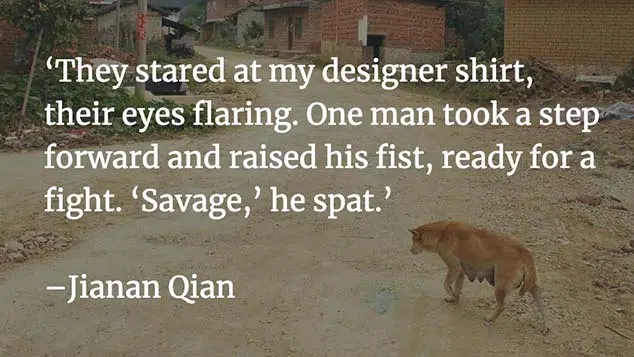 ‘They stared at my designer shirt,
their eyes flaring. One man took a step
forward and raised his fist, ready for a
fight. ‘Savage,’ he spat.’
–Jianan Qian